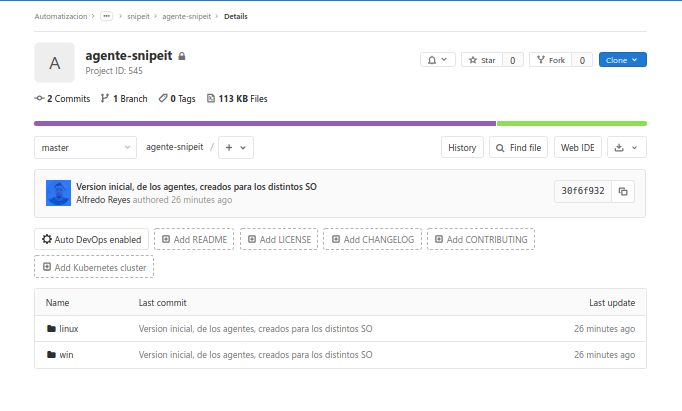 Automatizacion > ••• > snipeit > agente-snipeit > Details
A
agente-snipeit
Project ID: 545
Star 0
Fork 0
Clone
2 Commits 1 Branch 0 Tags 113 KB Files
master
agente-snipeit / +
History
Find file
Web IDE
Version inicial, de los agentes, creados para los distintos SO
Alfredo Reyes authored 26 minutes ago
30f6f932
Auto DevOps enabled
Add README
Add LICENSE
Add CHANGELOG
Add CONTRIBUTING
Add Kubernetes cluster
Name Last commit Last update
linux Version inicial, de los agentes, creados para los distintos SO 26 minutes ago
win Version inicial, de los agentes, creados para los distintos SO 26 minutes ago